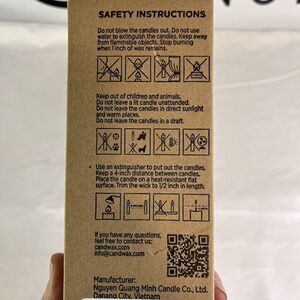 SAFETY INSTRUCTIONS
Do not blow the candles out. Do not use
water to extinguish the candles. Keep away
from flammable objects. Stop burning
when 1 inch of wax remains.
Keep out of children and animals.
Do not leave a lit candle unattended.
Do not leave the candles in direct sunlight
and warm places.
Do not leave the candles in a draft.
Use an extinguisher to put out the candles.
Keep a 4-inch distance between candles.
Place the candle on a heat-resistant flat
surface. Trim the wick to 1/2 inch in length.
If you have any questions,
feel free to contact us:
candwax.com
info@candwax.com
Manufacturer:
Nguyen Quang Minh Candle Co., Ltd.
Danang City, Vietnam